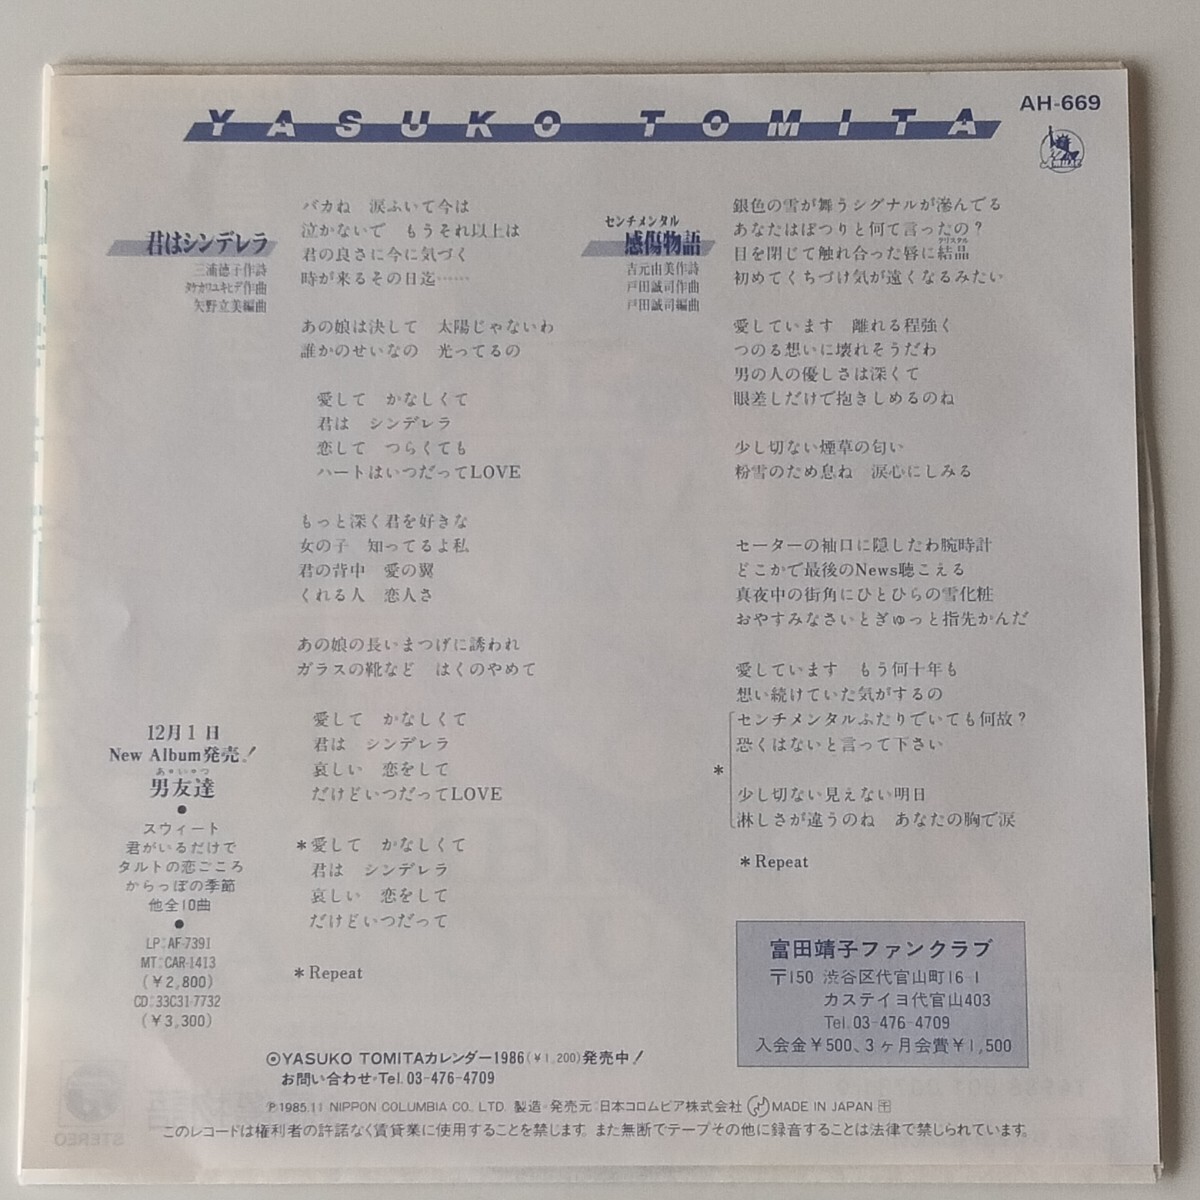 YASUKO TOMITA
AH-669
君はシンデレラ
三浦徳子作詩
タケカワユキヒデ作曲
矢野立美編曲
バカね　涙ふいて今は
泣かないで　もうそれ以上は
君の良さに今に気づく
時が来るその日迄……
あの娘は決して　太陽じゃないわ
誰かのせいなの　光ってるの
愛して　かなしくて
君は　シンデレラ
恋して　つらくても
ハートはいつだってLOVE
もっと深く君を好きな
女の子　知ってるよ私
君の背中　愛の翼
くれる人　恋人さ
あの娘の長いまつげに誘われ
ガラスの靴など　はくのやめて
愛して　かなしくて
君は　シンデレラ
哀しい　恋をして
だけどいつだってLOVE
*愛して　かなしくて
君は　シンデレラ
哀しい　恋をして
だけどいつだって
*Repeat
センチメンタル
感傷物語
吉元由美作詩
戸田誠司作曲
戸田誠司編曲
銀色の雪が舞うシグナルが滲んでる
あなたはぽつりと何て言ったの?
クリスタル
目を閉じて触れ合った唇に結晶
初めてくちづけ気が遠くなるみたい
愛しています　離れる程強く
つのる想いに壊れそうだわ
男の人の優しさは深くて
眼差しだけで抱きしめるのね
少し切ない煙草の匂い
粉雪のため息ね　涙心にしみる
セーターの袖口に隠したわ腕時計
どこかで最後のNews聴こえる
真夜中の街角にひとひらの雪化粧
おやすみなさいとぎゅっと指先かんだ
愛しています　もう何十年も
想い続けていた気がするの
センチメンタルふたりでいても何故?
恐くはないと言って下さい
*
少し切ない見えない明日
淋しさが違うのね　あなたの胸で涙
*Repeat
12月1日
New Album発売!
あ・い・つ
男友達
●
スウィート
君がいるだけで
タルトの恋ごころ
からっぽの季節
他全10曲
●
LP:AF-7391
MT:CAR-1413
(¥2,800)
CD:33C31-7732
(¥3,300)
富田靖子ファンクラブ
〒150 渋谷区代官山町16-1
カステイヨ代官山403
Tel.03-476-4709
入会金¥500、3ヶ月会費¥1,500
◉YASUKO TOMITAカレンダー1986(¥1,200)発売中!
お問い合わせ・Tel.03-476-4709
℗1985.11 NIPPON COLUMBIA CO., LTD. 製造・発売元:日本コロムビア株式会社 MADE IN JAPAN
このレコードは権利者の許諾なく賃貸業に使用することを禁じます。また無断でテープその他に録音することは法律で禁じられています。
STEREO